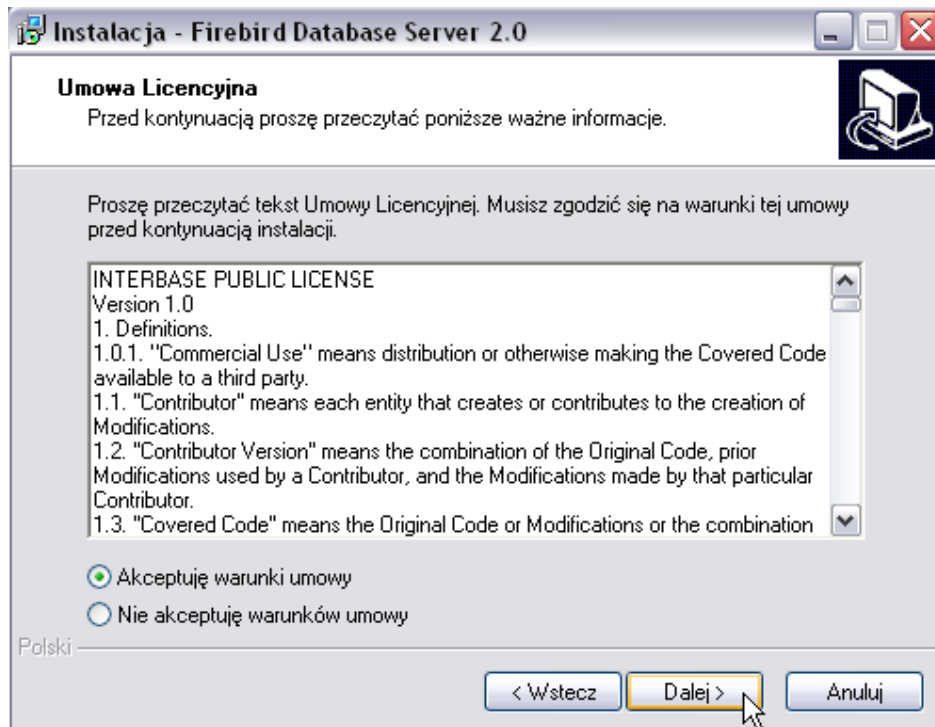 Instalacja - Firebird Database Server 2.0
Umowa Licencyjna
Przed kontynuacją proszę przeczytać poniższe ważne informacje.
Proszę przeczytać tekst Umowy Licencyjnej. Musisz zgodzić się na warunki tej umowy
przed kontynuacją instalacji.
INTERBASE PUBLIC LICENSE
Version 1.0
1. Definitions.
1.0.1. "Commercial Use" means distribution or otherwise making the Covered Code
available to a third party.
1.1. "Contributor" means each entity that creates or contributes to the creation of
Modifications.
1.2. "Contributor Version" means the combination of the Original Code, prior
Modifications used by a Contributor, and the Modifications made by that particular
Contributor.
1.3. "Covered Code" means the Original Code or Modifications or the combination
Akceptuję warunki umowy
Nie akceptuję warunków umowy
Polski
< Wstecz
Dalej >
Anuluj